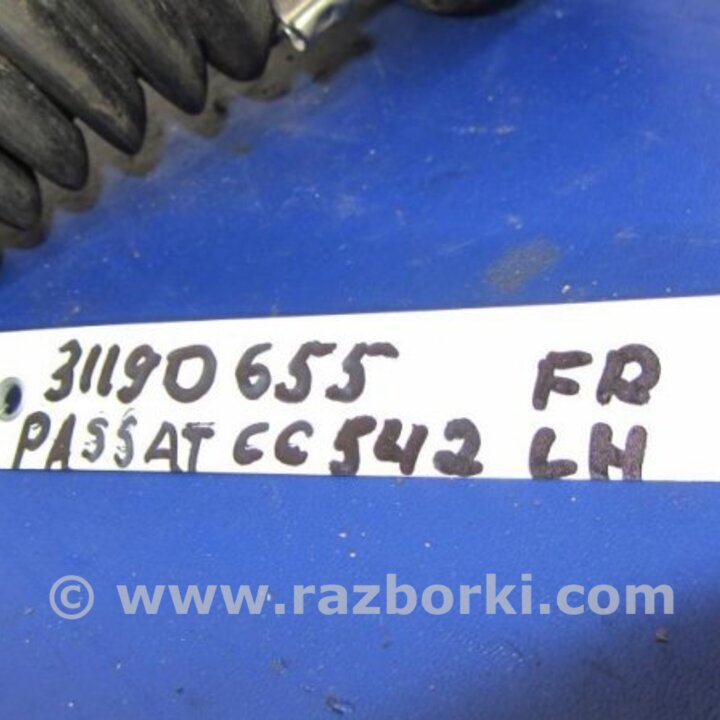 31190655 FR
PASSAT CC 542 LH
© www.razborki.com